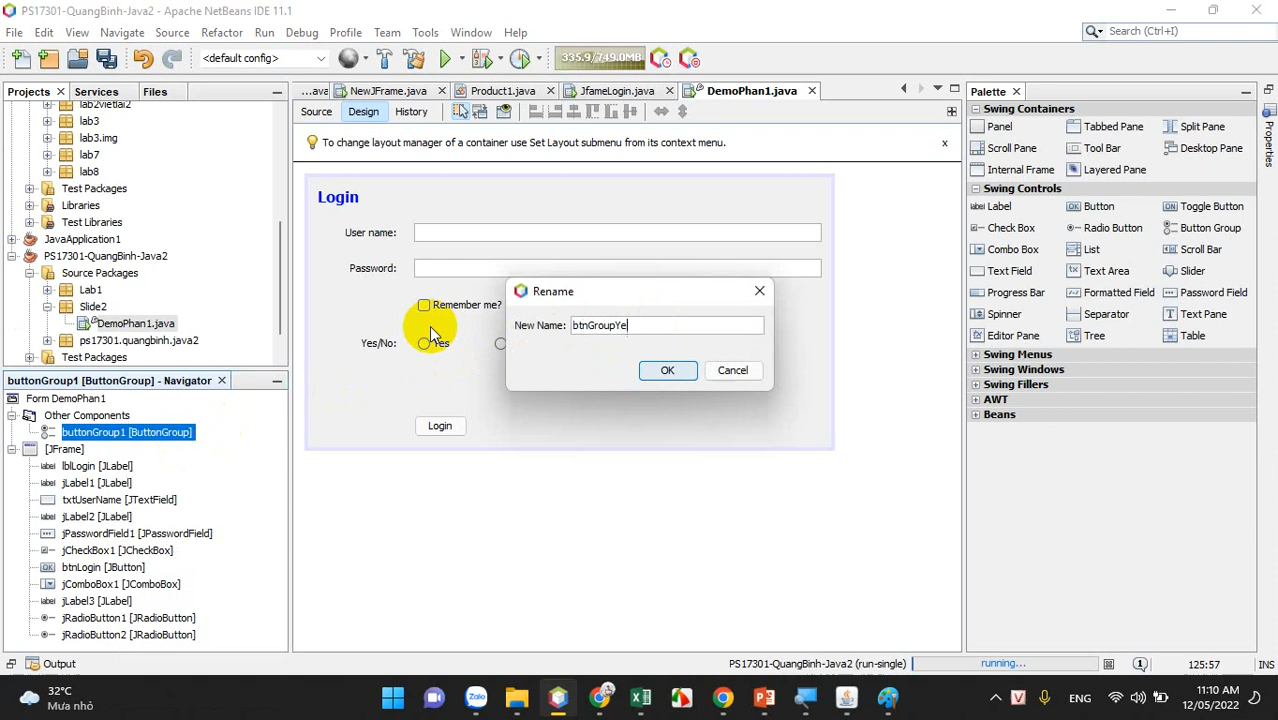 PS17301-QuangBinh-Java2 - Apache NetBeans IDE 11.1
File Edit View Navigate Source Refactor Run Debug Profile Team Tools Window Help
Search (Ctrl+I)
<default config>
335.9/749.0MB
Projects Services Files
...ava NewJFrame.java Product1.java JfameLogin.java DemoPhan1.java
Palette
Properties
Source Design History
To change layout manager of a container use Set Layout submenu from its context menu.
x
lab2vietlai2
lab3
lab3.img
lab7
lab8
Test Packages
Libraries
Test Libraries
JavaApplication1
PS17301-QuangBinh-Java2
Source Packages
Lab1
Slide2
DemoPhan1.java
ps17301.quangbinh.java2
Test Packages
buttonGroup1 [ButtonGroup] - Navigator
Form DemoPhan1
Other Components
buttonGroup1 [ButtonGroup]
[JFrame]
label lblLogin [JLabel]
label jLabel1 [JLabel]
txtUserName [JTextField]
label jLabel2 [JLabel]
jPasswordField1 [JPasswordField]
jCheckBox1 [JCheckBox]
OK btnLogin [JButton]
jComboBox1 [JComboBox]
label jLabel3 [JLabel]
jRadioButton1 [JRadioButton]
jRadioButton2 [JRadioButton]
Login
User name:
Password:
Remember me?
Yes/No: Yes
Login
Rename
New Name: btnGroupYe
OK Cancel
Swing Containers
Panel Tabbed Pane Split Pane
Scroll Pane Tool Bar Desktop Pane
Internal Frame Layered Pane
Swing Controls
label Label OK Button ON Toggle Button
Check Box Radio Button Button Group
Combo Box List Scroll Bar
Text Field Text Area Slider
Progress Bar Formatted Field Password Field
Spinner Separator Text Pane
Editor Pane Tree Table
Swing Menus
Swing Windows
Swing Fillers
AWT
Beans
Output
PS17301-QuangBinh-Java2 (run-single) running... 1 125:57 INS
32°C
Mưa nhỏ
ENG
11:10 AM
12/05/2022